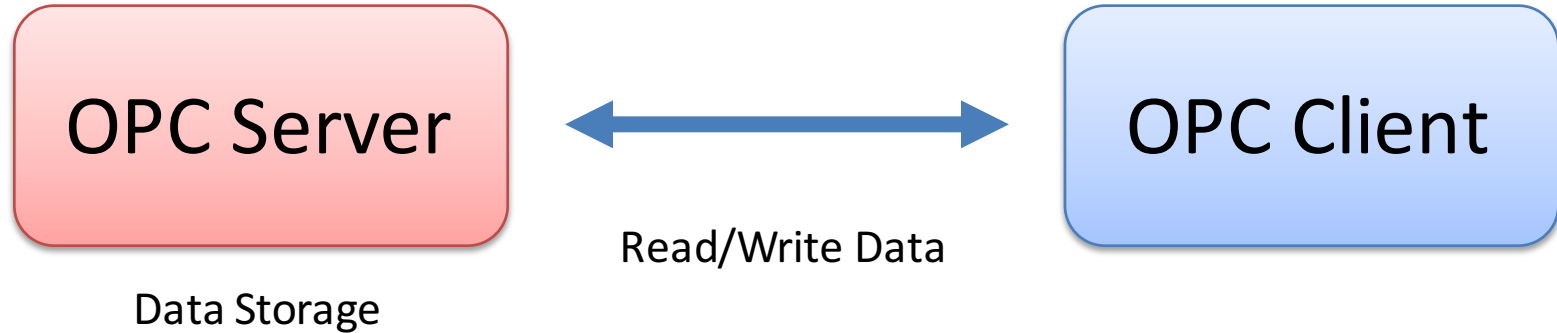 OPC Server
OPC Client
Read/Write Data
Data Storage